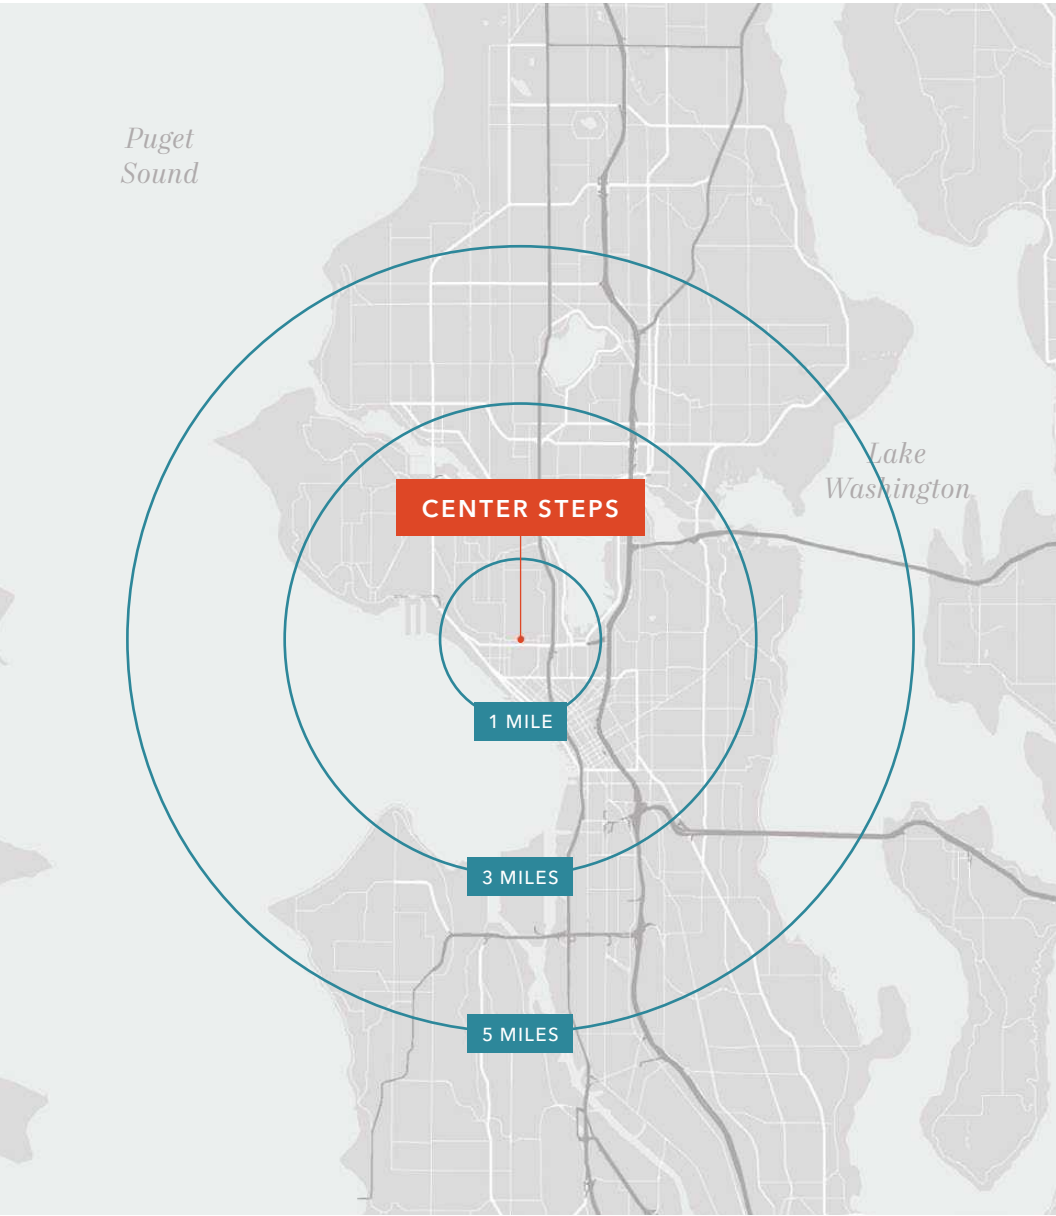 Puget
Sound
Lake
Washington
CENTER STEPS
1 MILE
3 MILES
5 MILES